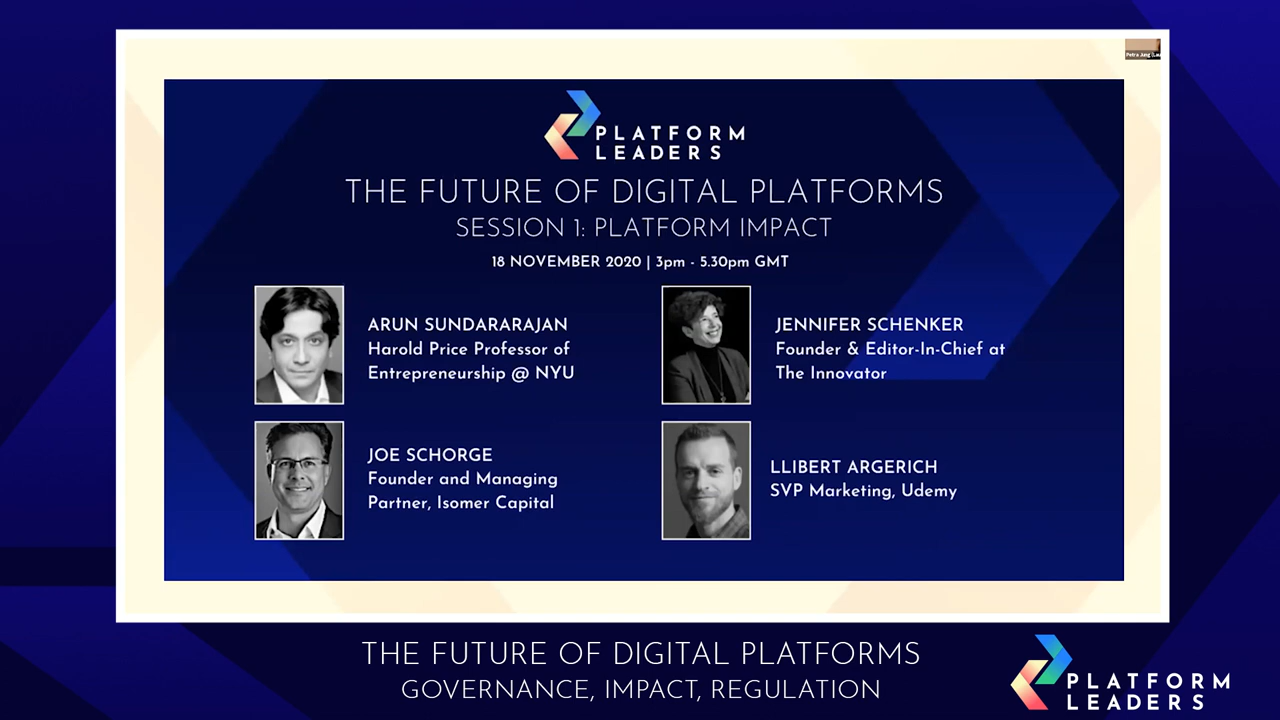 Petra Jung
PLATFORM
LEADERS
THE FUTURE OF DIGITAL PLATFORMS
SESSION 1: PLATFORM IMPACT
18 NOVEMBER 2020 | 3pm - 5.30pm GMT
ARUN SUNDARARAJAN
Harold Price Professor of
Entrepreneurship @ NYU
JENNIFER SCHENKER
Founder & Editor-In-Chief at
The Innovator
JOE SCHORGE
Founder and Managing
Partner, Isomer Capital
LLIBERT ARGERICH
SVP Marketing, Udemy
THE FUTURE OF DIGITAL PLATFORMS
GOVERNANCE, IMPACT, REGULATION
PLATFORM
LEADERS